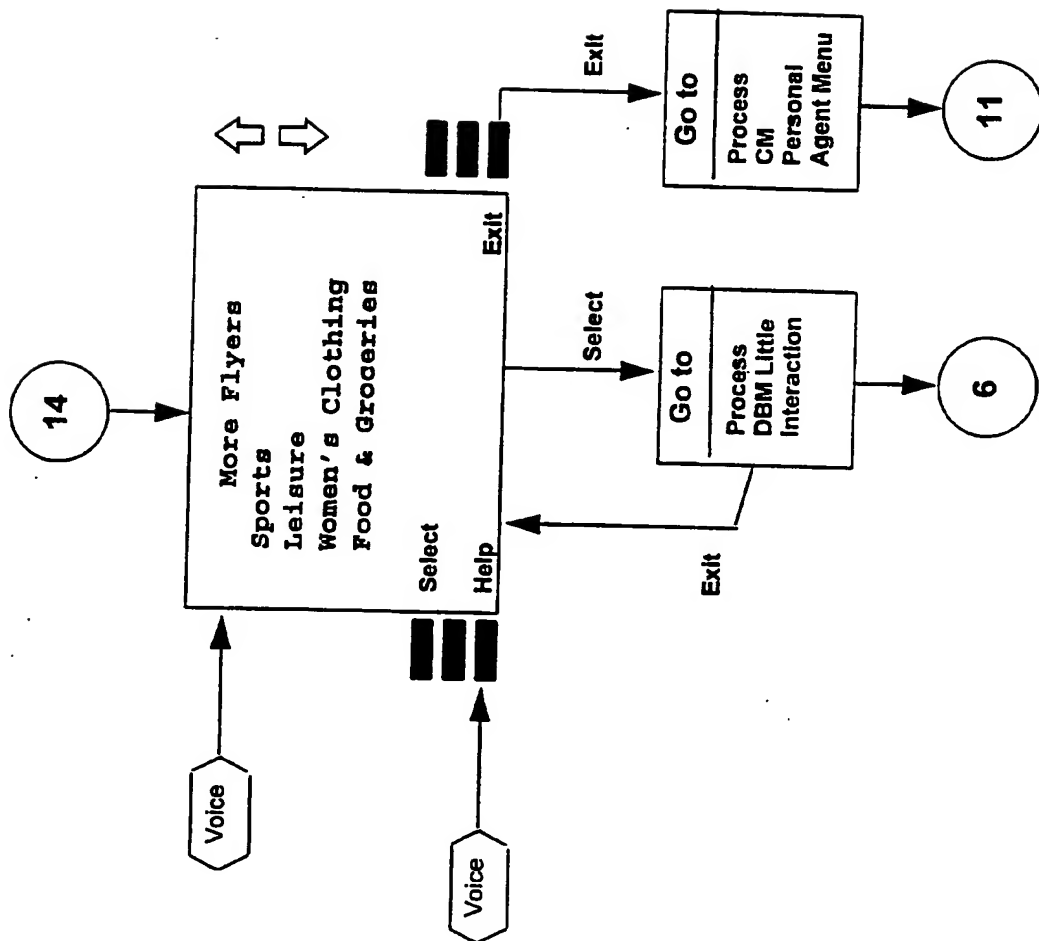 14
Voice
More Flyers
Sports
Leisure
Women's Clothing
Food & Groceries
Select
Help
Exit
Voice
Exit
Select
Exit
Go to
Process
DBM Little
Interaction
Go to
Process
CM
Personal
Agent Menu
6
11